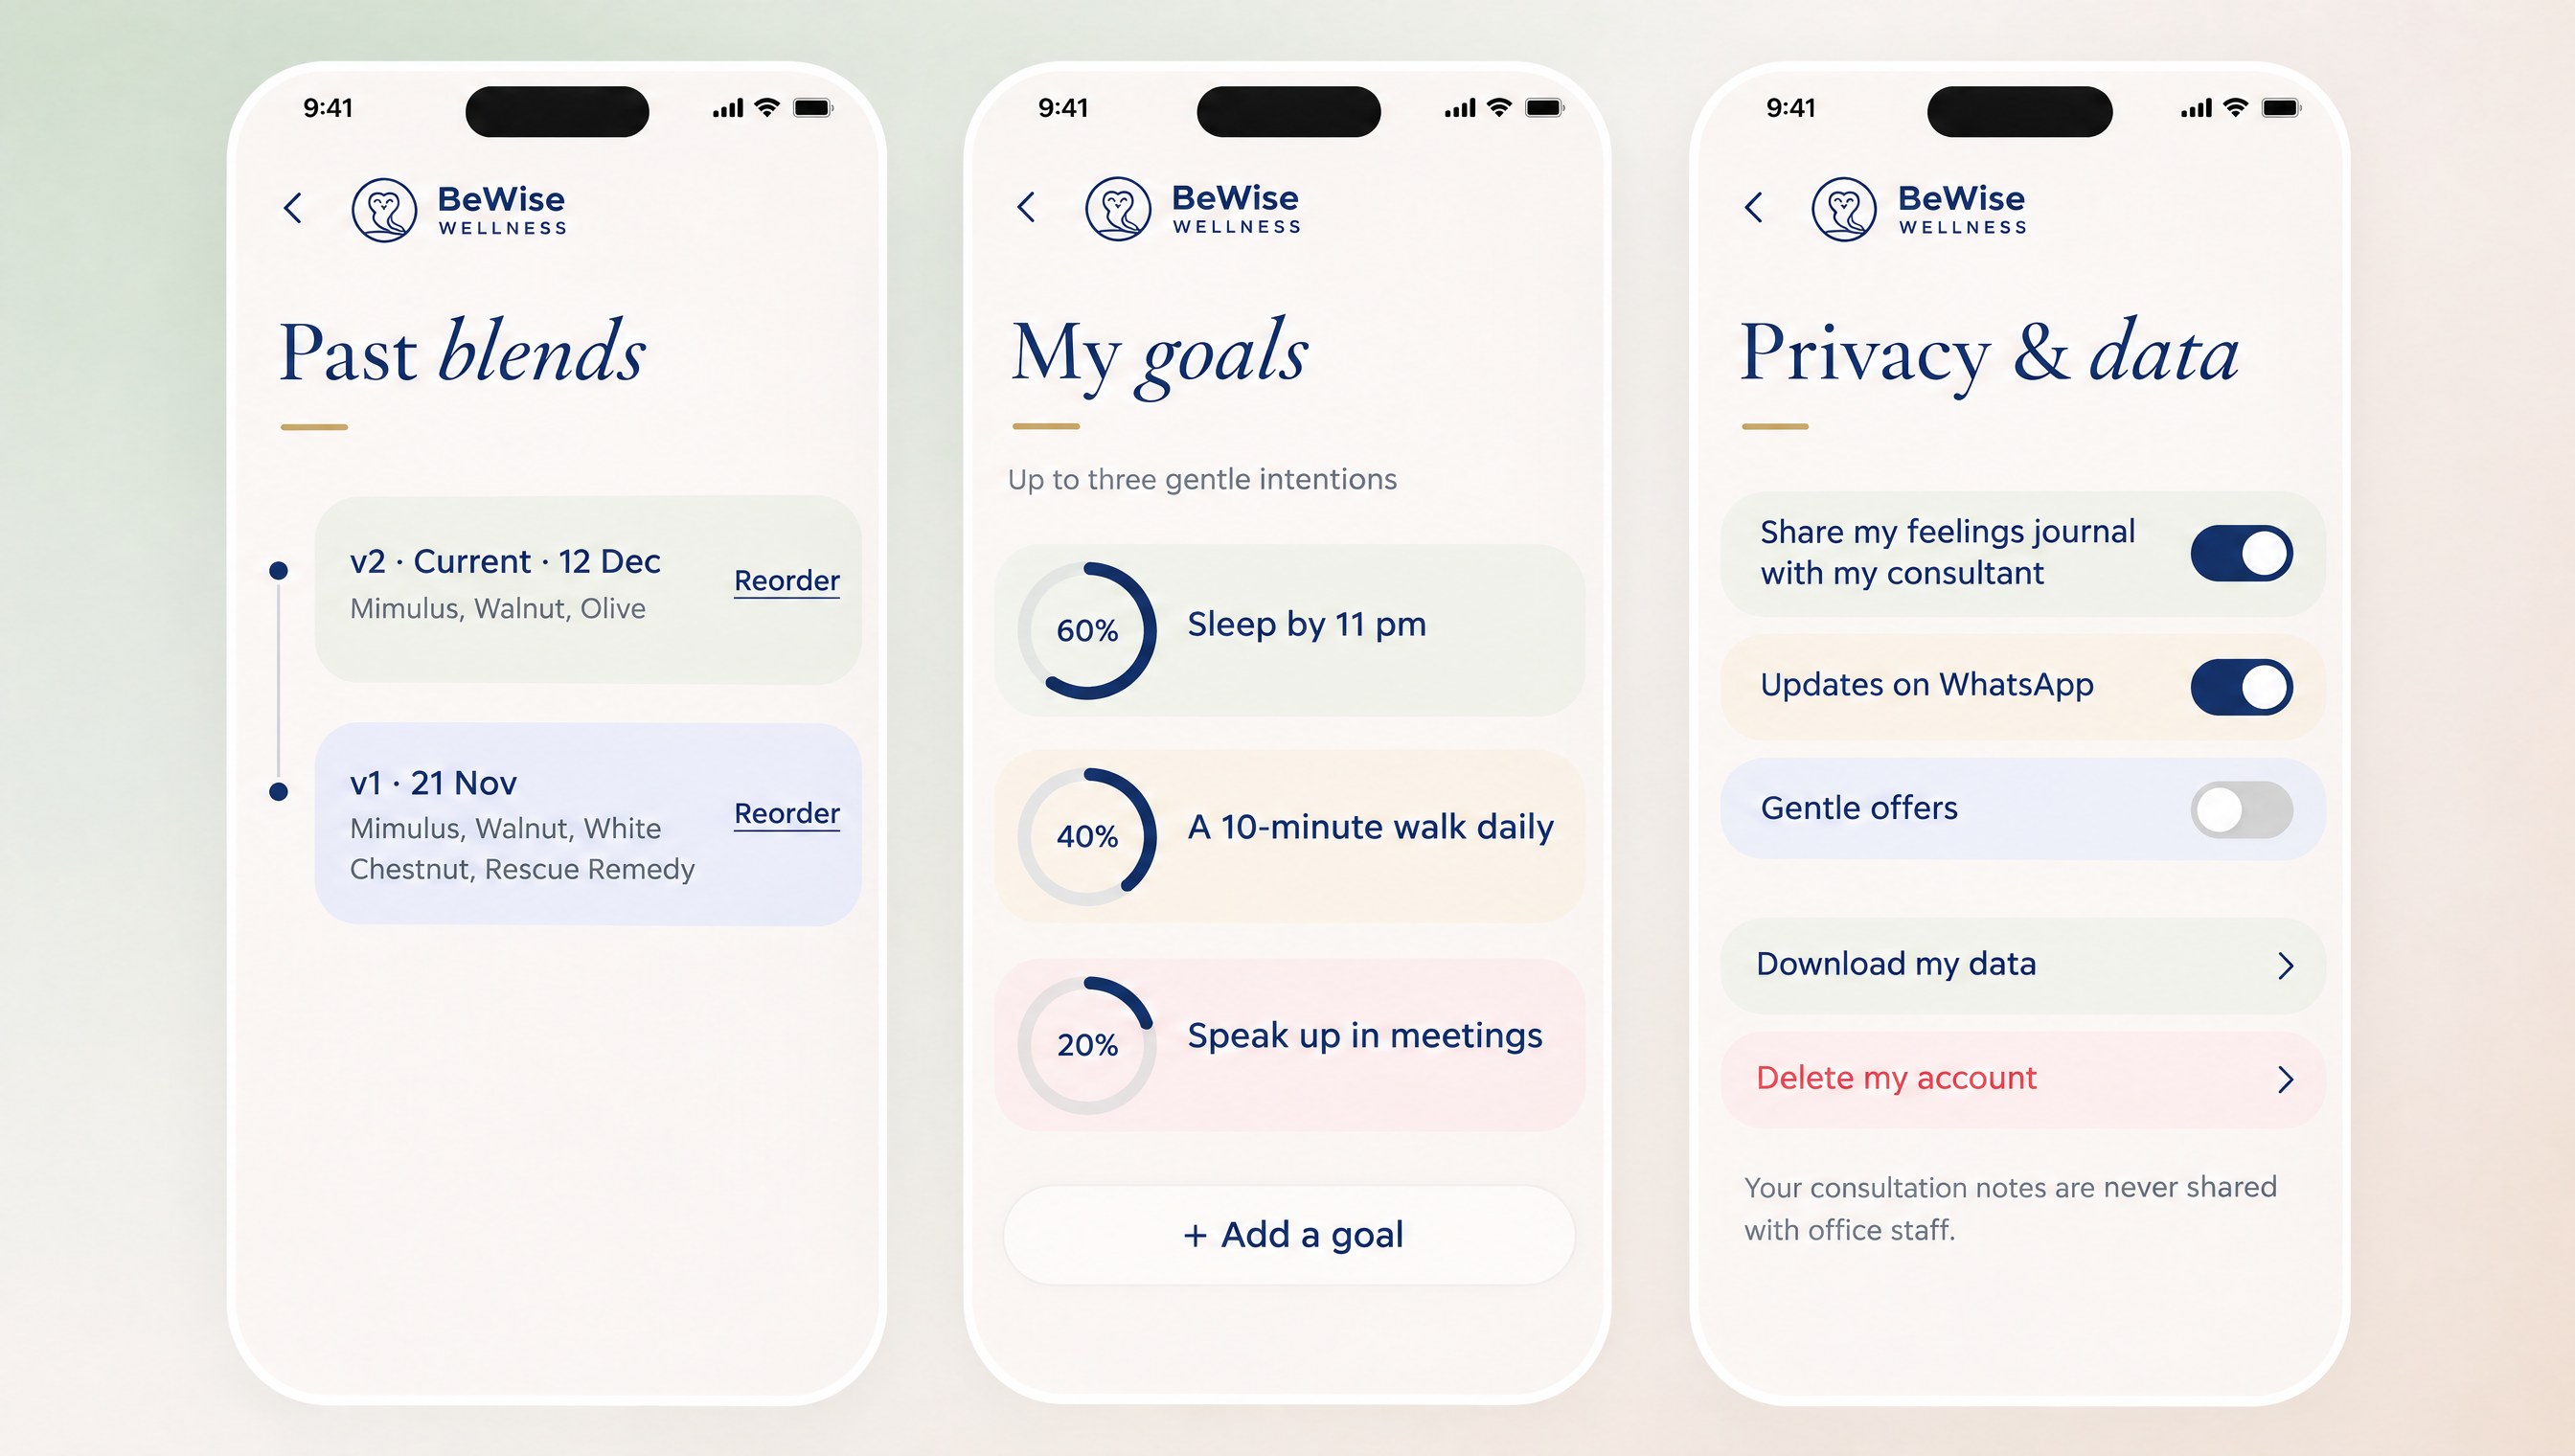 9:41
BeWise
WELLNESS
Past blends
v2 · Current · 12 Dec
Mimulus, Walnut, Olive
Reorder
v1 · 21 Nov
Mimulus, Walnut, White
Chestnut, Rescue Remedy
Reorder
9:41
BeWise
WELLNESS
My goals
Up to three gentle intentions
60%
Sleep by 11 pm
40%
A 10-minute walk daily
20%
Speak up in meetings
+ Add a goal
9:41
BeWise
WELLNESS
Privacy & data
Share my feelings journal
with my consultant
Updates on WhatsApp
Gentle offers
Download my data
Delete my account
Your consultation notes are never shared
with office staff.